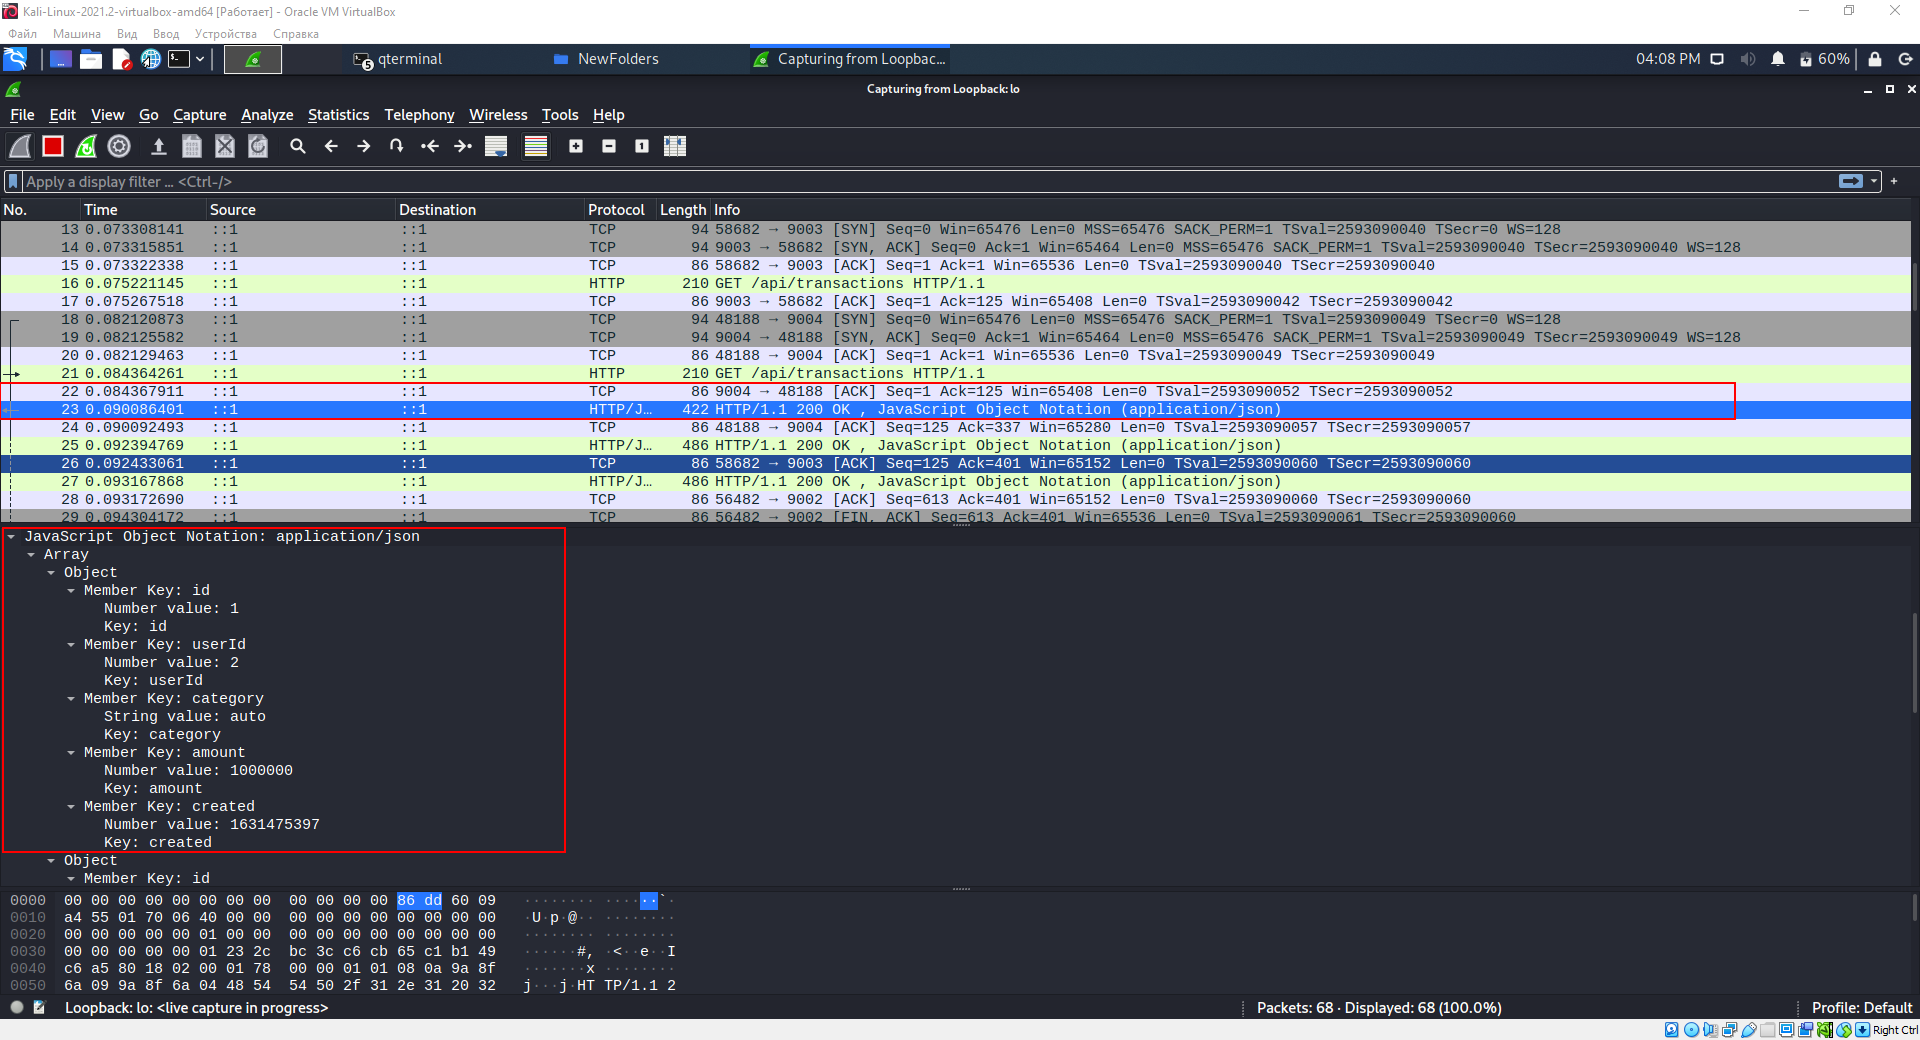 Kali-Linux-2021.2-virtualbox-amd64 [Работает] - Oracle VM VirtualBox
Файл Машина Вид Ввод Устройства Справка
5 qterminal NewFolders Capturing from Loopbac... 04:08 PM 60%
Capturing from Loopback: lo
File Edit View Go Capture Analyze Statistics Telephony Wireless Tools Help
Apply a display filter ... <Ctrl-/>
No. Time Source Destination Protocol Length Info
13 0.073308141 ::1 ::1 TCP 94 58682 → 9003 [SYN] Seq=0 Win=65476 Len=0 MSS=65476 SACK_PERM=1 TSval=2593090040 TSecr=0 WS=128
14 0.073315851 ::1 ::1 TCP 94 9003 → 58682 [SYN, ACK] Seq=0 Ack=1 Win=65464 Len=0 MSS=65476 SACK_PERM=1 TSval=2593090040 TSecr=2593090040 WS=128
15 0.073322338 ::1 ::1 TCP 86 58682 → 9003 [ACK] Seq=1 Ack=1 Win=65536 Len=0 TSval=2593090040 TSecr=2593090040
16 0.075221145 ::1 ::1 HTTP 210 GET /api/transactions HTTP/1.1
17 0.075267518 ::1 ::1 TCP 86 9003 → 58682 [ACK] Seq=1 Ack=125 Win=65408 Len=0 TSval=2593090042 TSecr=2593090042
18 0.082120873 ::1 ::1 TCP 94 48188 → 9004 [SYN] Seq=0 Win=65476 Len=0 MSS=65476 SACK_PERM=1 TSval=2593090049 TSecr=0 WS=128
19 0.082125582 ::1 ::1 TCP 94 9004 → 48188 [SYN, ACK] Seq=0 Ack=1 Win=65464 Len=0 MSS=65476 SACK_PERM=1 TSval=2593090049 TSecr=2593090049 WS=128
20 0.082129463 ::1 ::1 TCP 86 48188 → 9004 [ACK] Seq=1 Ack=1 Win=65536 Len=0 TSval=2593090049 TSecr=2593090049
21 0.084364261 ::1 ::1 HTTP 210 GET /api/transactions HTTP/1.1
22 0.084367911 ::1 ::1 TCP 86 9004 → 48188 [ACK] Seq=1 Ack=125 Win=65408 Len=0 TSval=2593090052 TSecr=2593090052
23 0.090086401 ::1 ::1 HTTP/J... 422 HTTP/1.1 200 OK , JavaScript Object Notation (application/json)
24 0.090092493 ::1 ::1 TCP 86 48188 → 9004 [ACK] Seq=125 Ack=337 Win=65280 Len=0 TSval=2593090057 TSecr=2593090057
25 0.092394769 ::1 ::1 HTTP/J... 486 HTTP/1.1 200 OK , JavaScript Object Notation (application/json)
26 0.092433061 ::1 ::1 TCP 86 58682 → 9003 [ACK] Seq=125 Ack=401 Win=65152 Len=0 TSval=2593090060 TSecr=2593090060
27 0.093167868 ::1 ::1 HTTP/J... 486 HTTP/1.1 200 OK , JavaScript Object Notation (application/json)
28 0.093172690 ::1 ::1 TCP 86 56482 → 9002 [ACK] Seq=613 Ack=401 Win=65152 Len=0 TSval=2593090060 TSecr=2593090060
29 0.094304172 ::1 ::1 TCP 86 56482 → 9002 [FIN, ACK] Seq=613 Ack=401 Win=65536 Len=0 TSval=2593090061 TSecr=2593090060
JavaScript Object Notation: application/json
Array
Object
Member Key: id
Number value: 1
Key: id
Member Key: userId
Number value: 2
Key: userId
Member Key: category
String value: auto
Key: category
Member Key: amount
Number value: 1000000
Key: amount
Member Key: created
Number value: 1631475397
Key: created
Object
Member Key: id
0000 00 00 00 00 00 00 00 00 00 00 00 00 86 dd 60 09 ········ ······`·
0010 a4 55 01 70 06 40 00 00 00 00 00 00 00 00 00 00 ·U·p·@·· ········
0020 00 00 00 00 00 01 00 00 00 00 00 00 00 00 00 00 ········ ········
0030 00 00 00 00 00 01 23 2c bc 3c c6 cb 65 c1 b1 49 ······#, ·<··e··I
0040 c6 a5 80 18 02 00 01 78 00 00 01 01 08 0a 9a 8f ·······x ········
0050 6a 09 9a 8f 6a 04 48 54 54 50 2f 31 2e 31 20 32 j···j·HT TP/1.1 2
Loopback: lo: <live capture in progress> Packets: 68 · Displayed: 68 (100.0%) Profile: Default
Right Ctrl